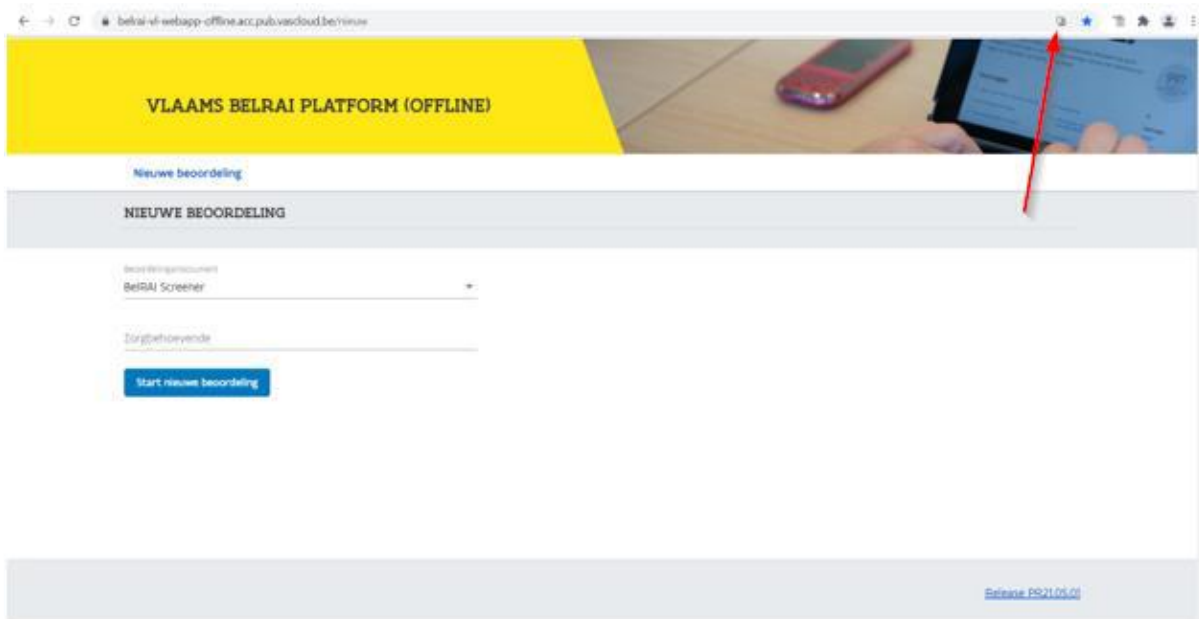 belrai-vl-webapp-offline.acc.pub.vascloud.be/nieuw
VLAAMS BELRAI PLATFORM (OFFLINE)
Nieuwe beoordeling
NIEUWE BEOORDELING
BelRAI Screener
Zorgbehoevende
Start nieuwe beoordeling
Release PR21.05.01